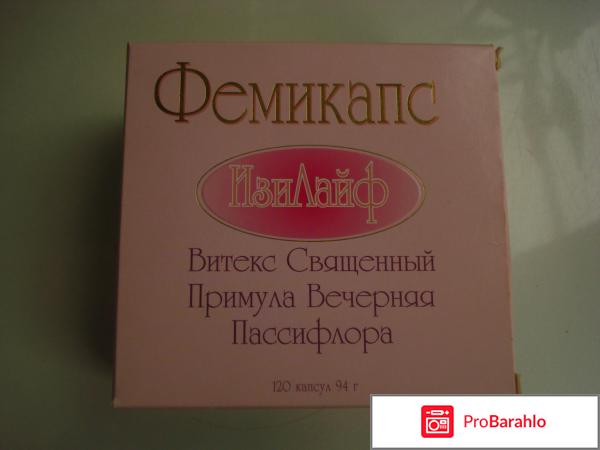 Фемикапс
ИзиЛайф
Витекс Священный
Примула Вечерняя
Пассифлора
120 капсул 94 г
ProBarahlo